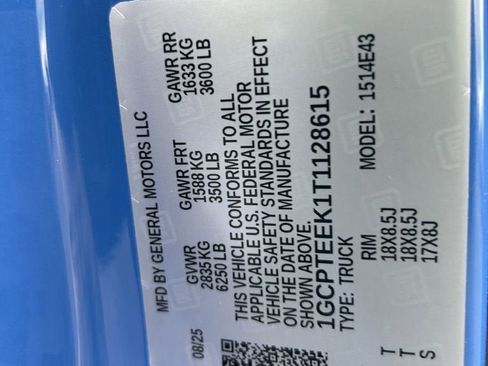 MFD BY GENERAL MOTORS LLC
08/25
GVWR
2835 KG
6250 LB
GAWR FRT
1588 KG
3500 LB
GAWR RR
1633 KG
3600 LB
THIS VEHICLE CONFORMS TO ALL
APPLICABLE U.S. FEDERAL MOTOR
VEHICLE SAFETY STANDARDS IN EFFECT
ON THE DATE OF MANUFACTURE
SHOWN ABOVE.
1GCPTEEK1T1128615
TYPE: TRUCK
MODEL: 1514E43
RIM
T 18X8.5J
T 18X8.5J
S 17X8J